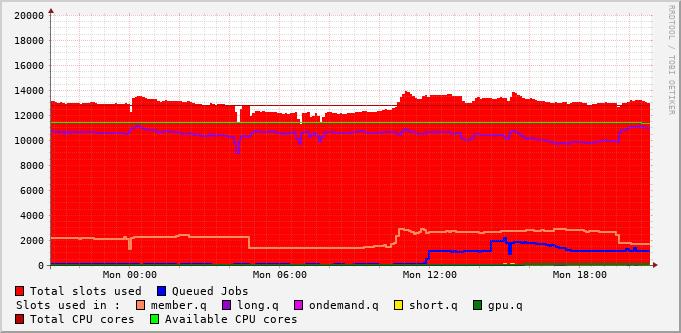 20000
18000
16000
14000
12000
10000
8000
6000
4000
2000
0
Mon 00:00 Mon 06:00 Mon 12:00 Mon 18:00
RRDTOOL / TOBI OETIKER
Total slots used Queued Jobs
Slots used in : member.q long.q ondemand.q short.q gpu.q
Total CPU cores Available CPU cores